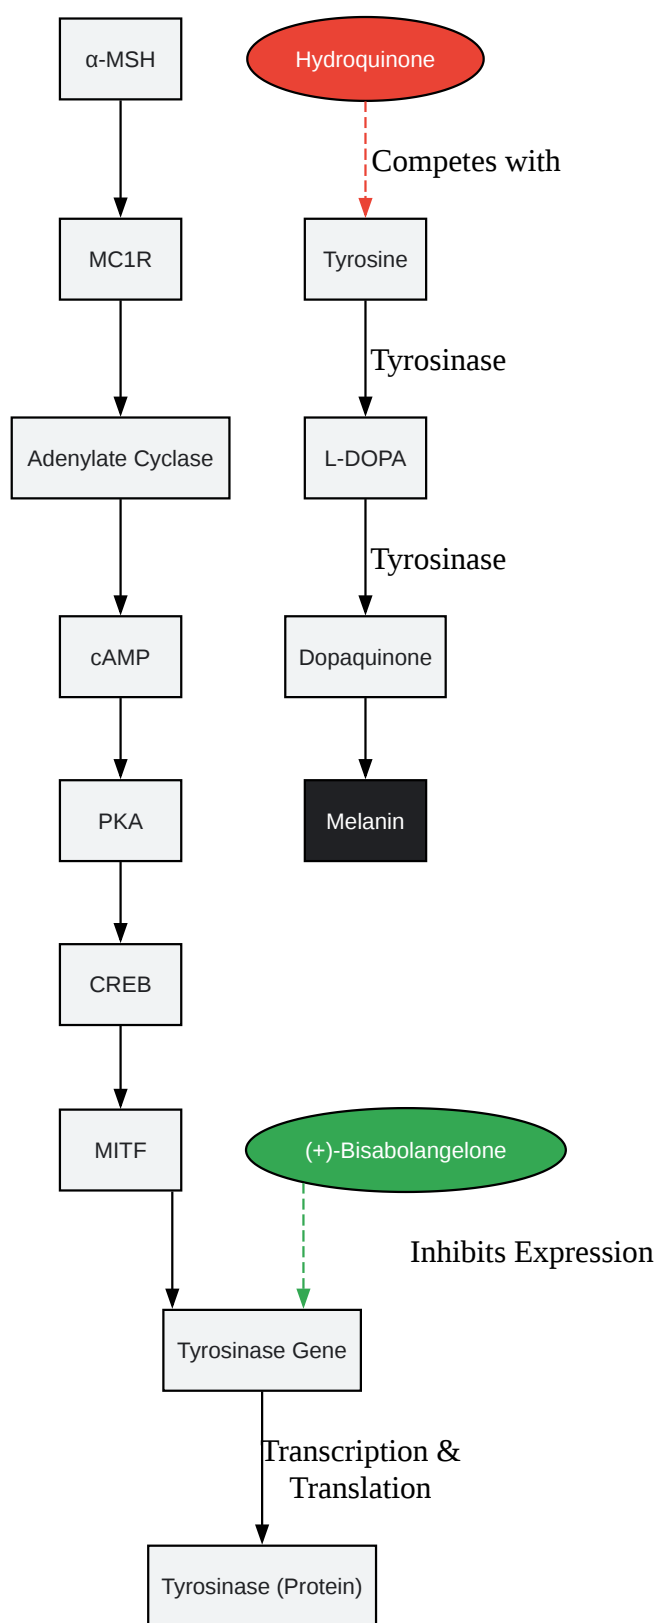 α-MSH
Hydroquinone
Competes with
MC1R
Tyrosine
Tyrosinase
Adenylate Cyclase
L-DOPA
Tyrosinase
cAMP
Dopaquinone
PKA
Melanin
CREB
MITF
(+)-Bisabolangelone
Inhibits Expression
Tyrosinase Gene
Transcription &
Translation
Tyrosinase (Protein)